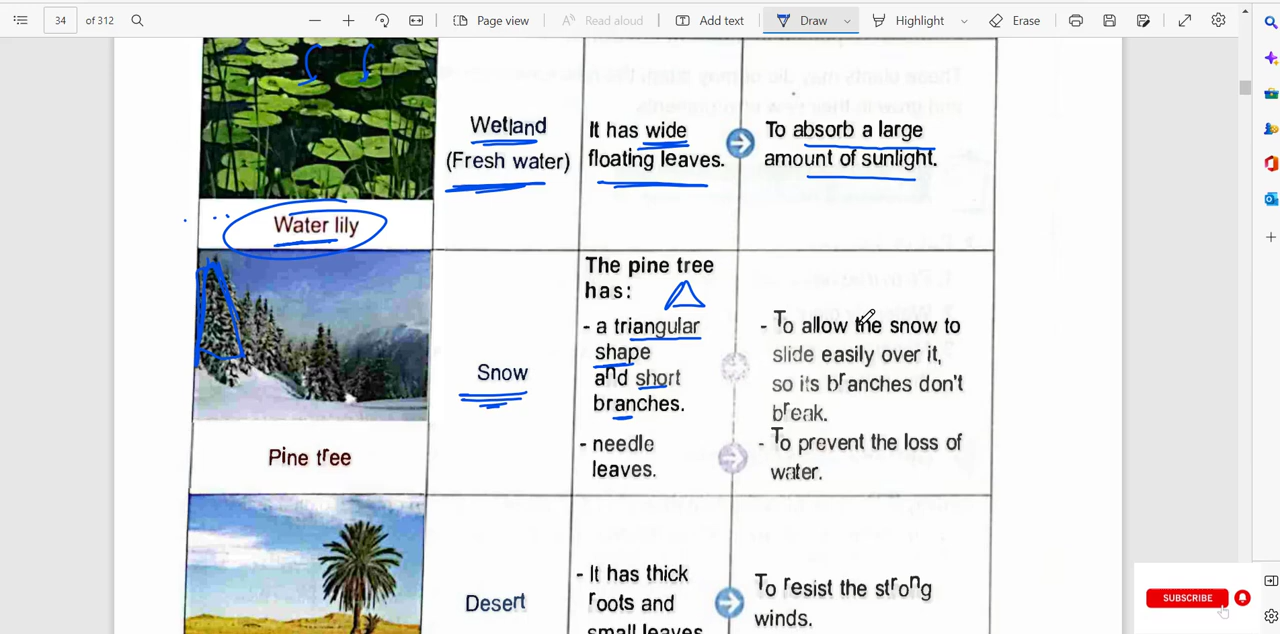 34
of 312
Page view
Read aloud
Add text
Draw
Highlight
Erase
Wetland
(Fresh water)
It has wide
floating leaves.
To absorb a large
amount of sunlight.
Water lily
Snow
The pine tree
has:
- a triangular
shape
and short
branches.
- needle
leaves.
- To allow the snow to
slide easily over it,
so its branches don't
break.
- To prevent the loss of
water.
Pine tree
Desert
- It has thick
roots and
small leaves
To resist the strong
winds.
SUBSCRIBE